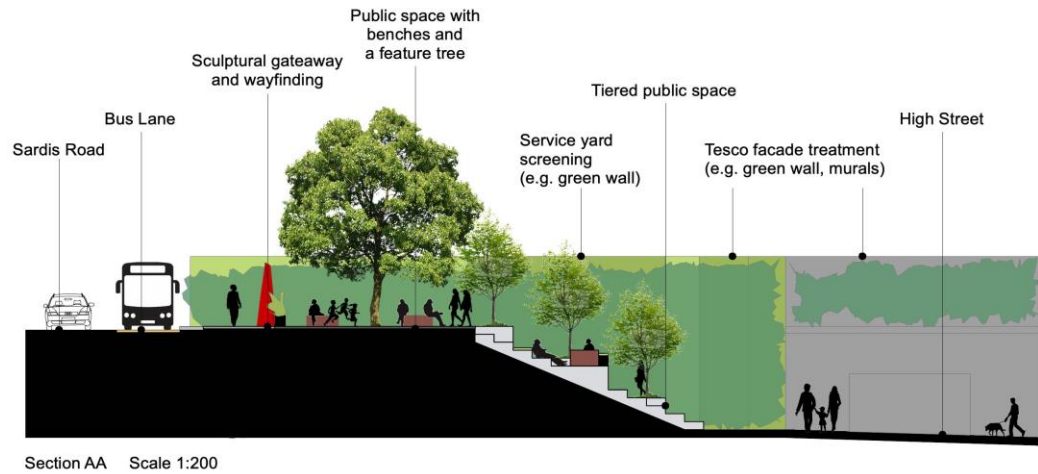 Public space with
benches and
a feature tree
Sculptural gateaway
and wayfinding
Tiered public space
Bus Lane
High Street
Sardis Road
Service yard
screening
(e.g. green wall)
Tesco facade treatment
(e.g. green wall, murals)
Section AA Scale 1:200